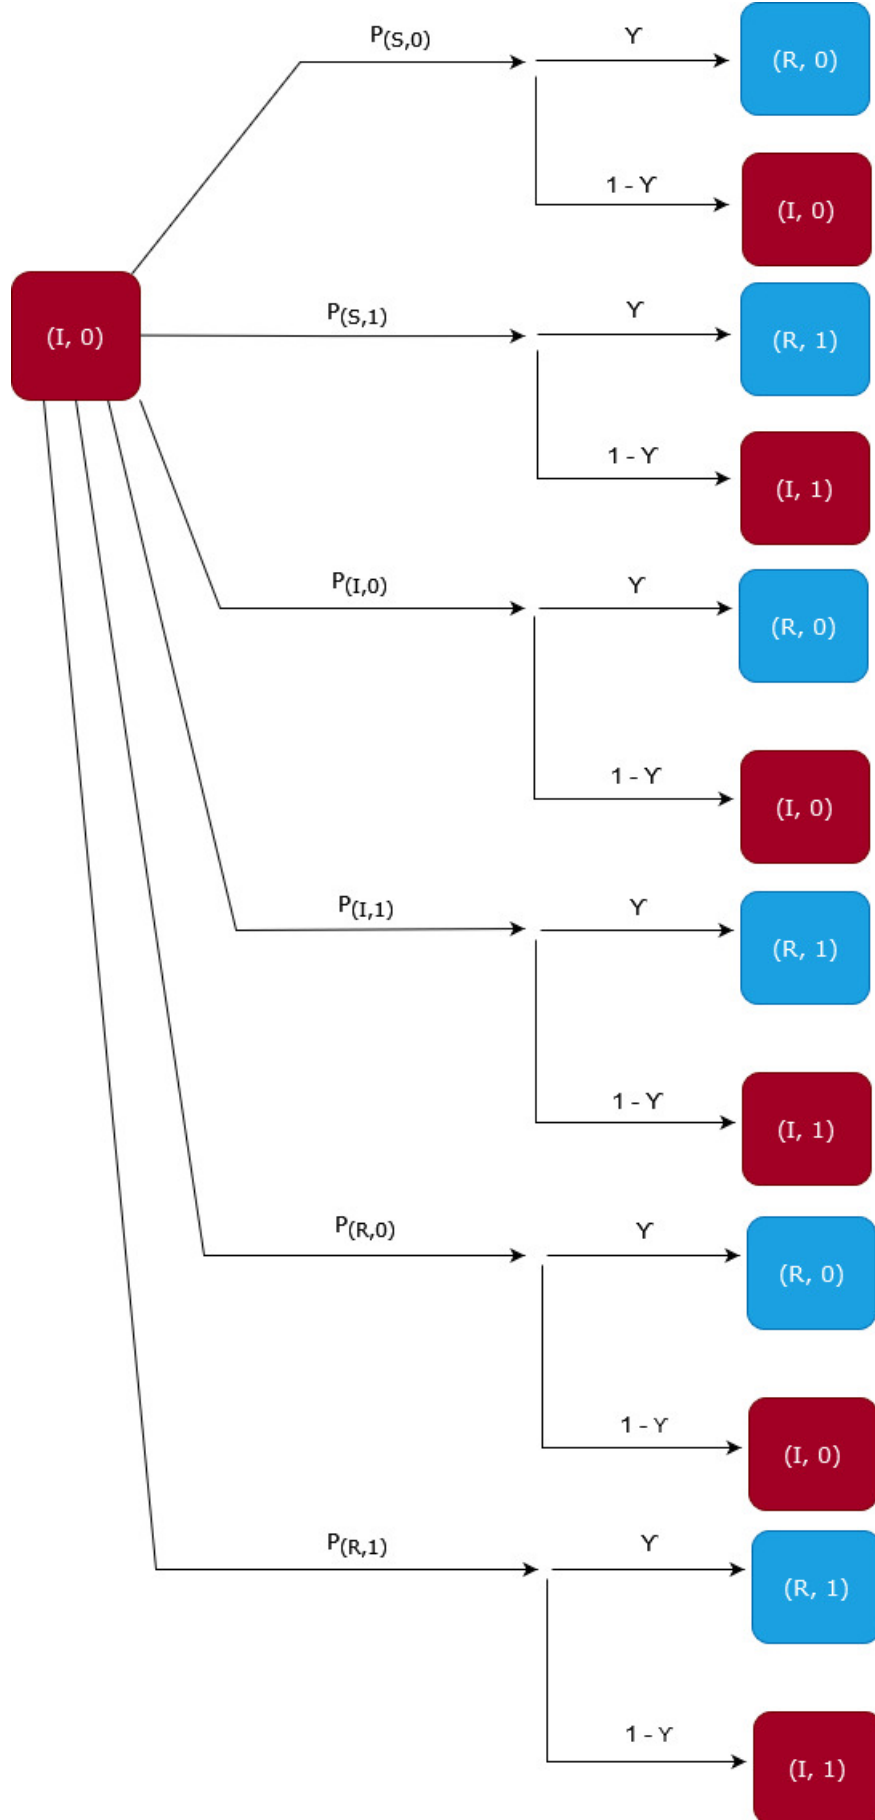 P(S,0)
ϒ
(R, 0)
1 - ϒ
(I, 0)
(I, 0)
P(S,1)
ϒ
(R, 1)
1 - ϒ
(I, 1)
P(I,0)
ϒ
(R, 0)
1 - ϒ
(I, 0)
P(I,1)
ϒ
(R, 1)
1 - ϒ
(I, 1)
P(R,0)
ϒ
(R, 0)
1 - ϒ
(I, 0)
P(R,1)
ϒ
(R, 1)
1 - ϒ
(I, 1)